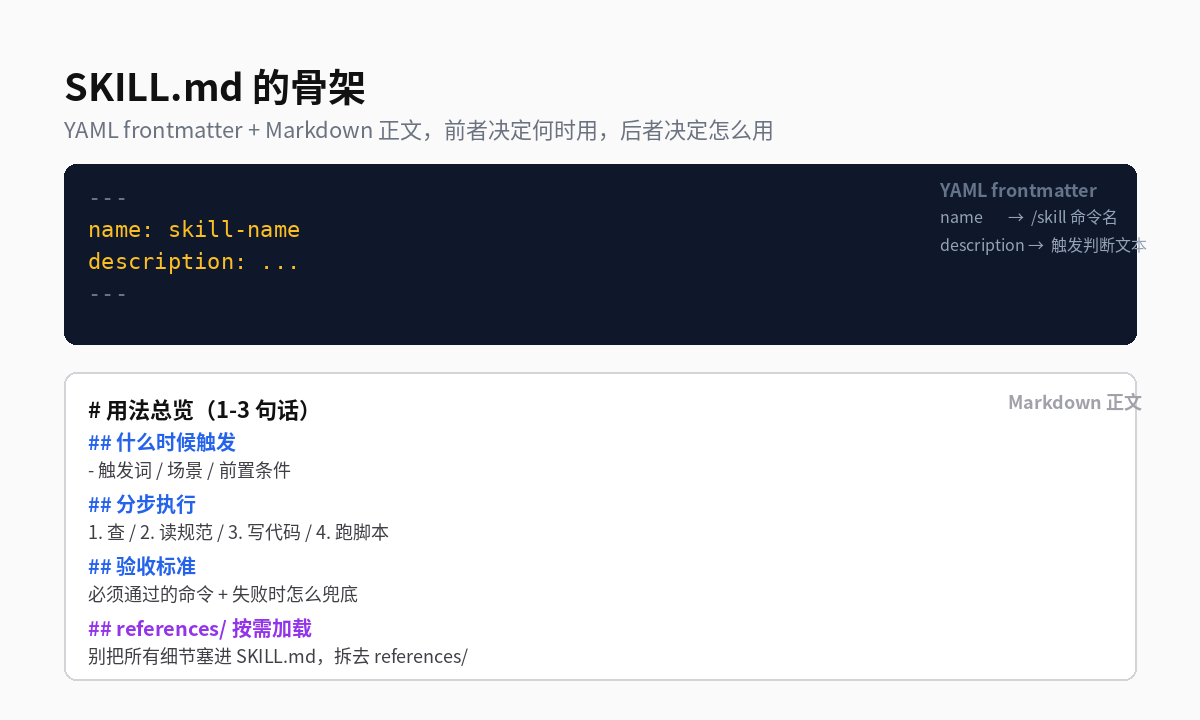 SKILL.md 的骨架
YAML frontmatter + Markdown 正文，前者决定何时用，后者决定怎么用
---
name: skill-name
description: ...
---
YAML frontmatter
name → /skill 命令名
description → 触发判断文本
Markdown 正文
# 用法总览（1-3 句话）
## 什么时候触发
- 触发词 / 场景 / 前置条件
## 分步执行
1. 查 / 2. 读规范 / 3. 写代码 / 4. 跑脚本
## 验收标准
必须通过的命令 + 失败时怎么兜底
## references/ 按需加载
别把所有细节塞进 SKILL.md，拆去 references/